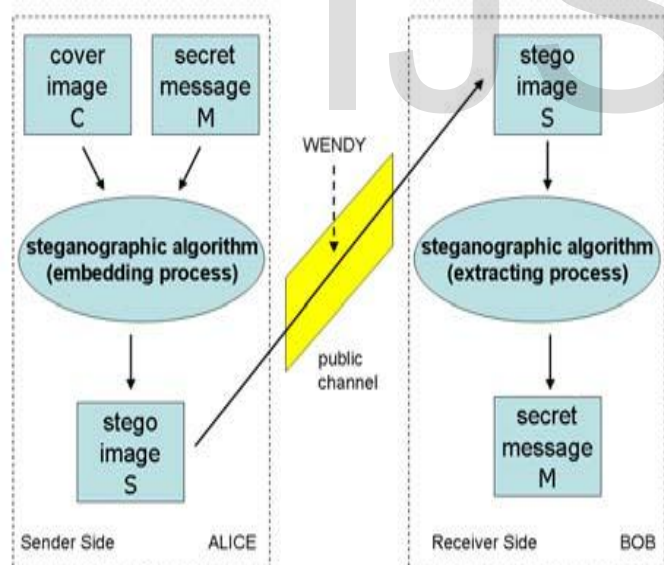 cover
image
C
secret
message
M
steganographic algorithm
(embedding process)
stego
image
S
Sender Side
ALICE
WENDY
public
channel
stego
image
S
steganographic algorithm
(extracting process)
secret
message
M
Receiver Side
BOB
IJS